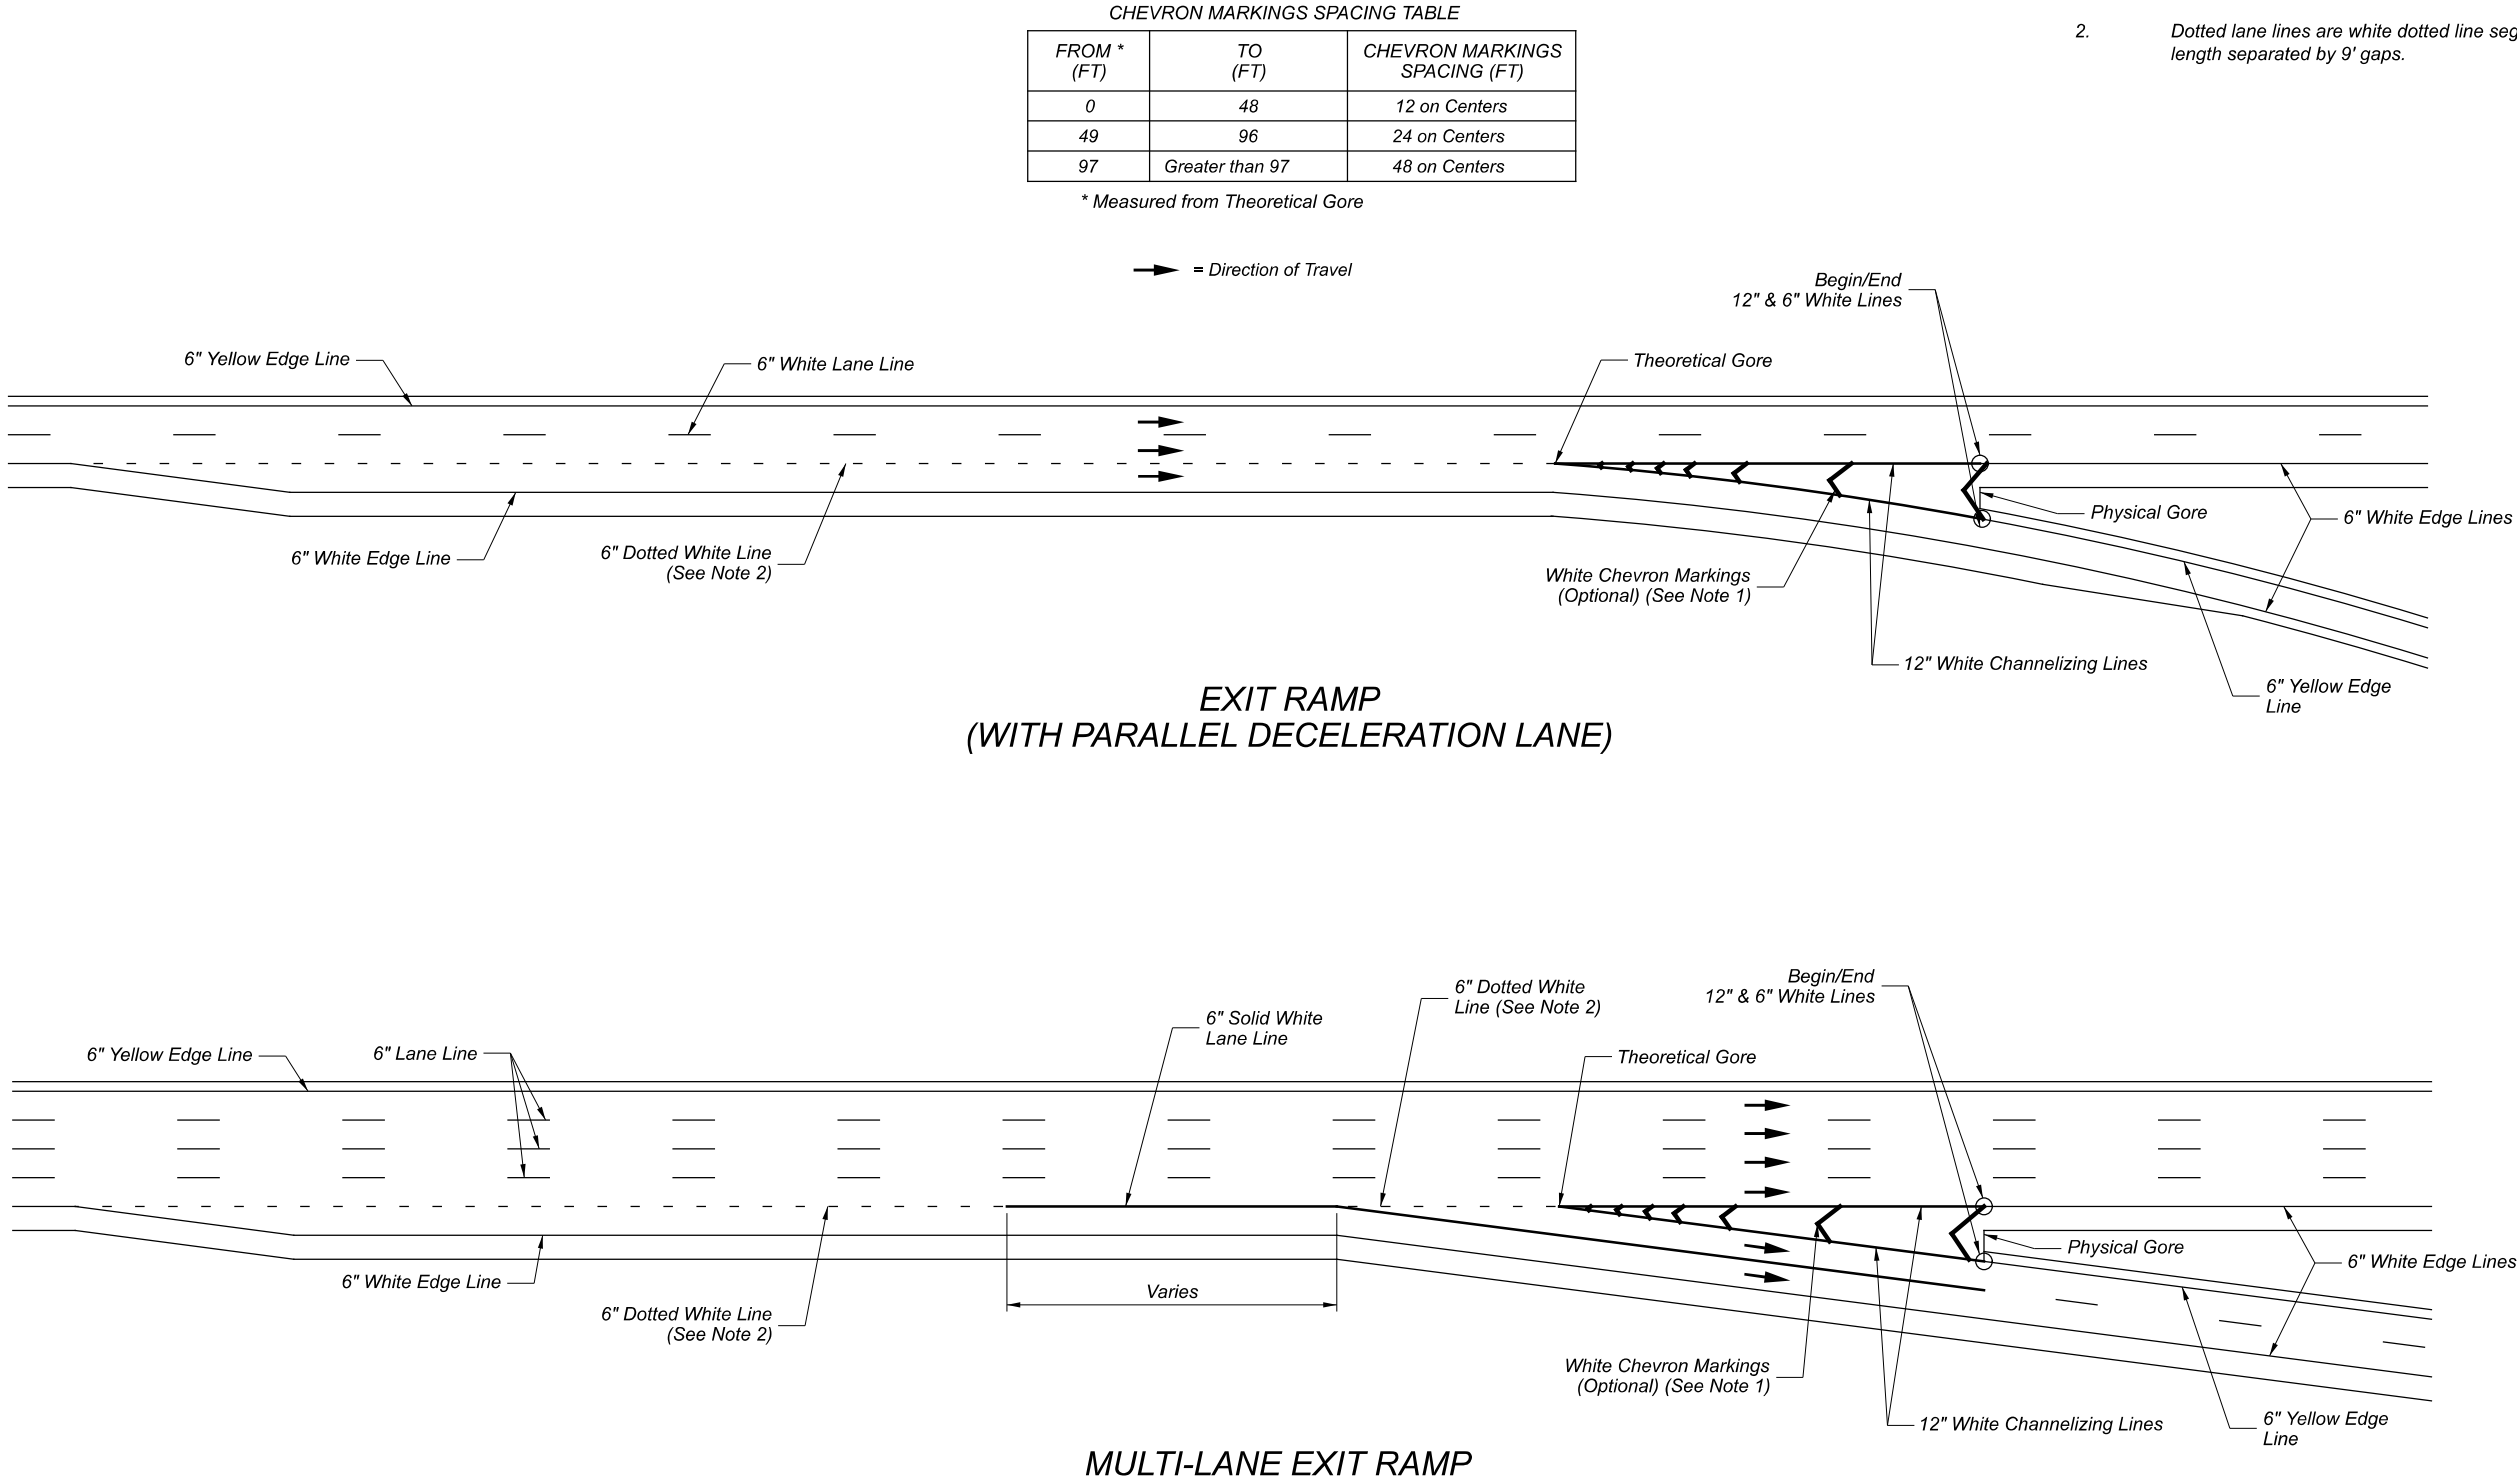 CHEVRON MARKINGS SPACING TABLE
FROM * (FT) TO (FT) CHEVRON MARKINGS SPACING (FT)
0 48 12 on Centers
49 96 24 on Centers
97 Greater than 97 48 on Centers
* Measured from Theoretical Gore
2. Dotted lane lines are white dotted line
length separated by 9' gaps.
= Direction of Travel
Begin/End
12" & 6" White Lines
6" Yellow Edge Line
6" White Lane Line
Theoretical Gore
Physical Gore
6" White Edge Lines
6" White Edge Line
6" Dotted White Line
(See Note 2)
White Chevron Markings
(Optional) (See Note 1)
12" White Channelizing Lines
6" Yellow Edge
Line
EXIT RAMP
(WITH PARALLEL DECELERATION LANE)
Begin/End
12" & 6" White Lines
6" Dotted White
Line (See Note 2)
6" Solid White
Lane Line
6" Yellow Edge Line
6" Lane Line
Theoretical Gore
Physical Gore
6" White Edge Lines
6" White Edge Line
Varies
6" Dotted White Line
(See Note 2)
White Chevron Markings
(Optional) (See Note 1)
12" White Channelizing Lines
6" Yellow Edge
Line
MULTI-LANE EXIT RAMP